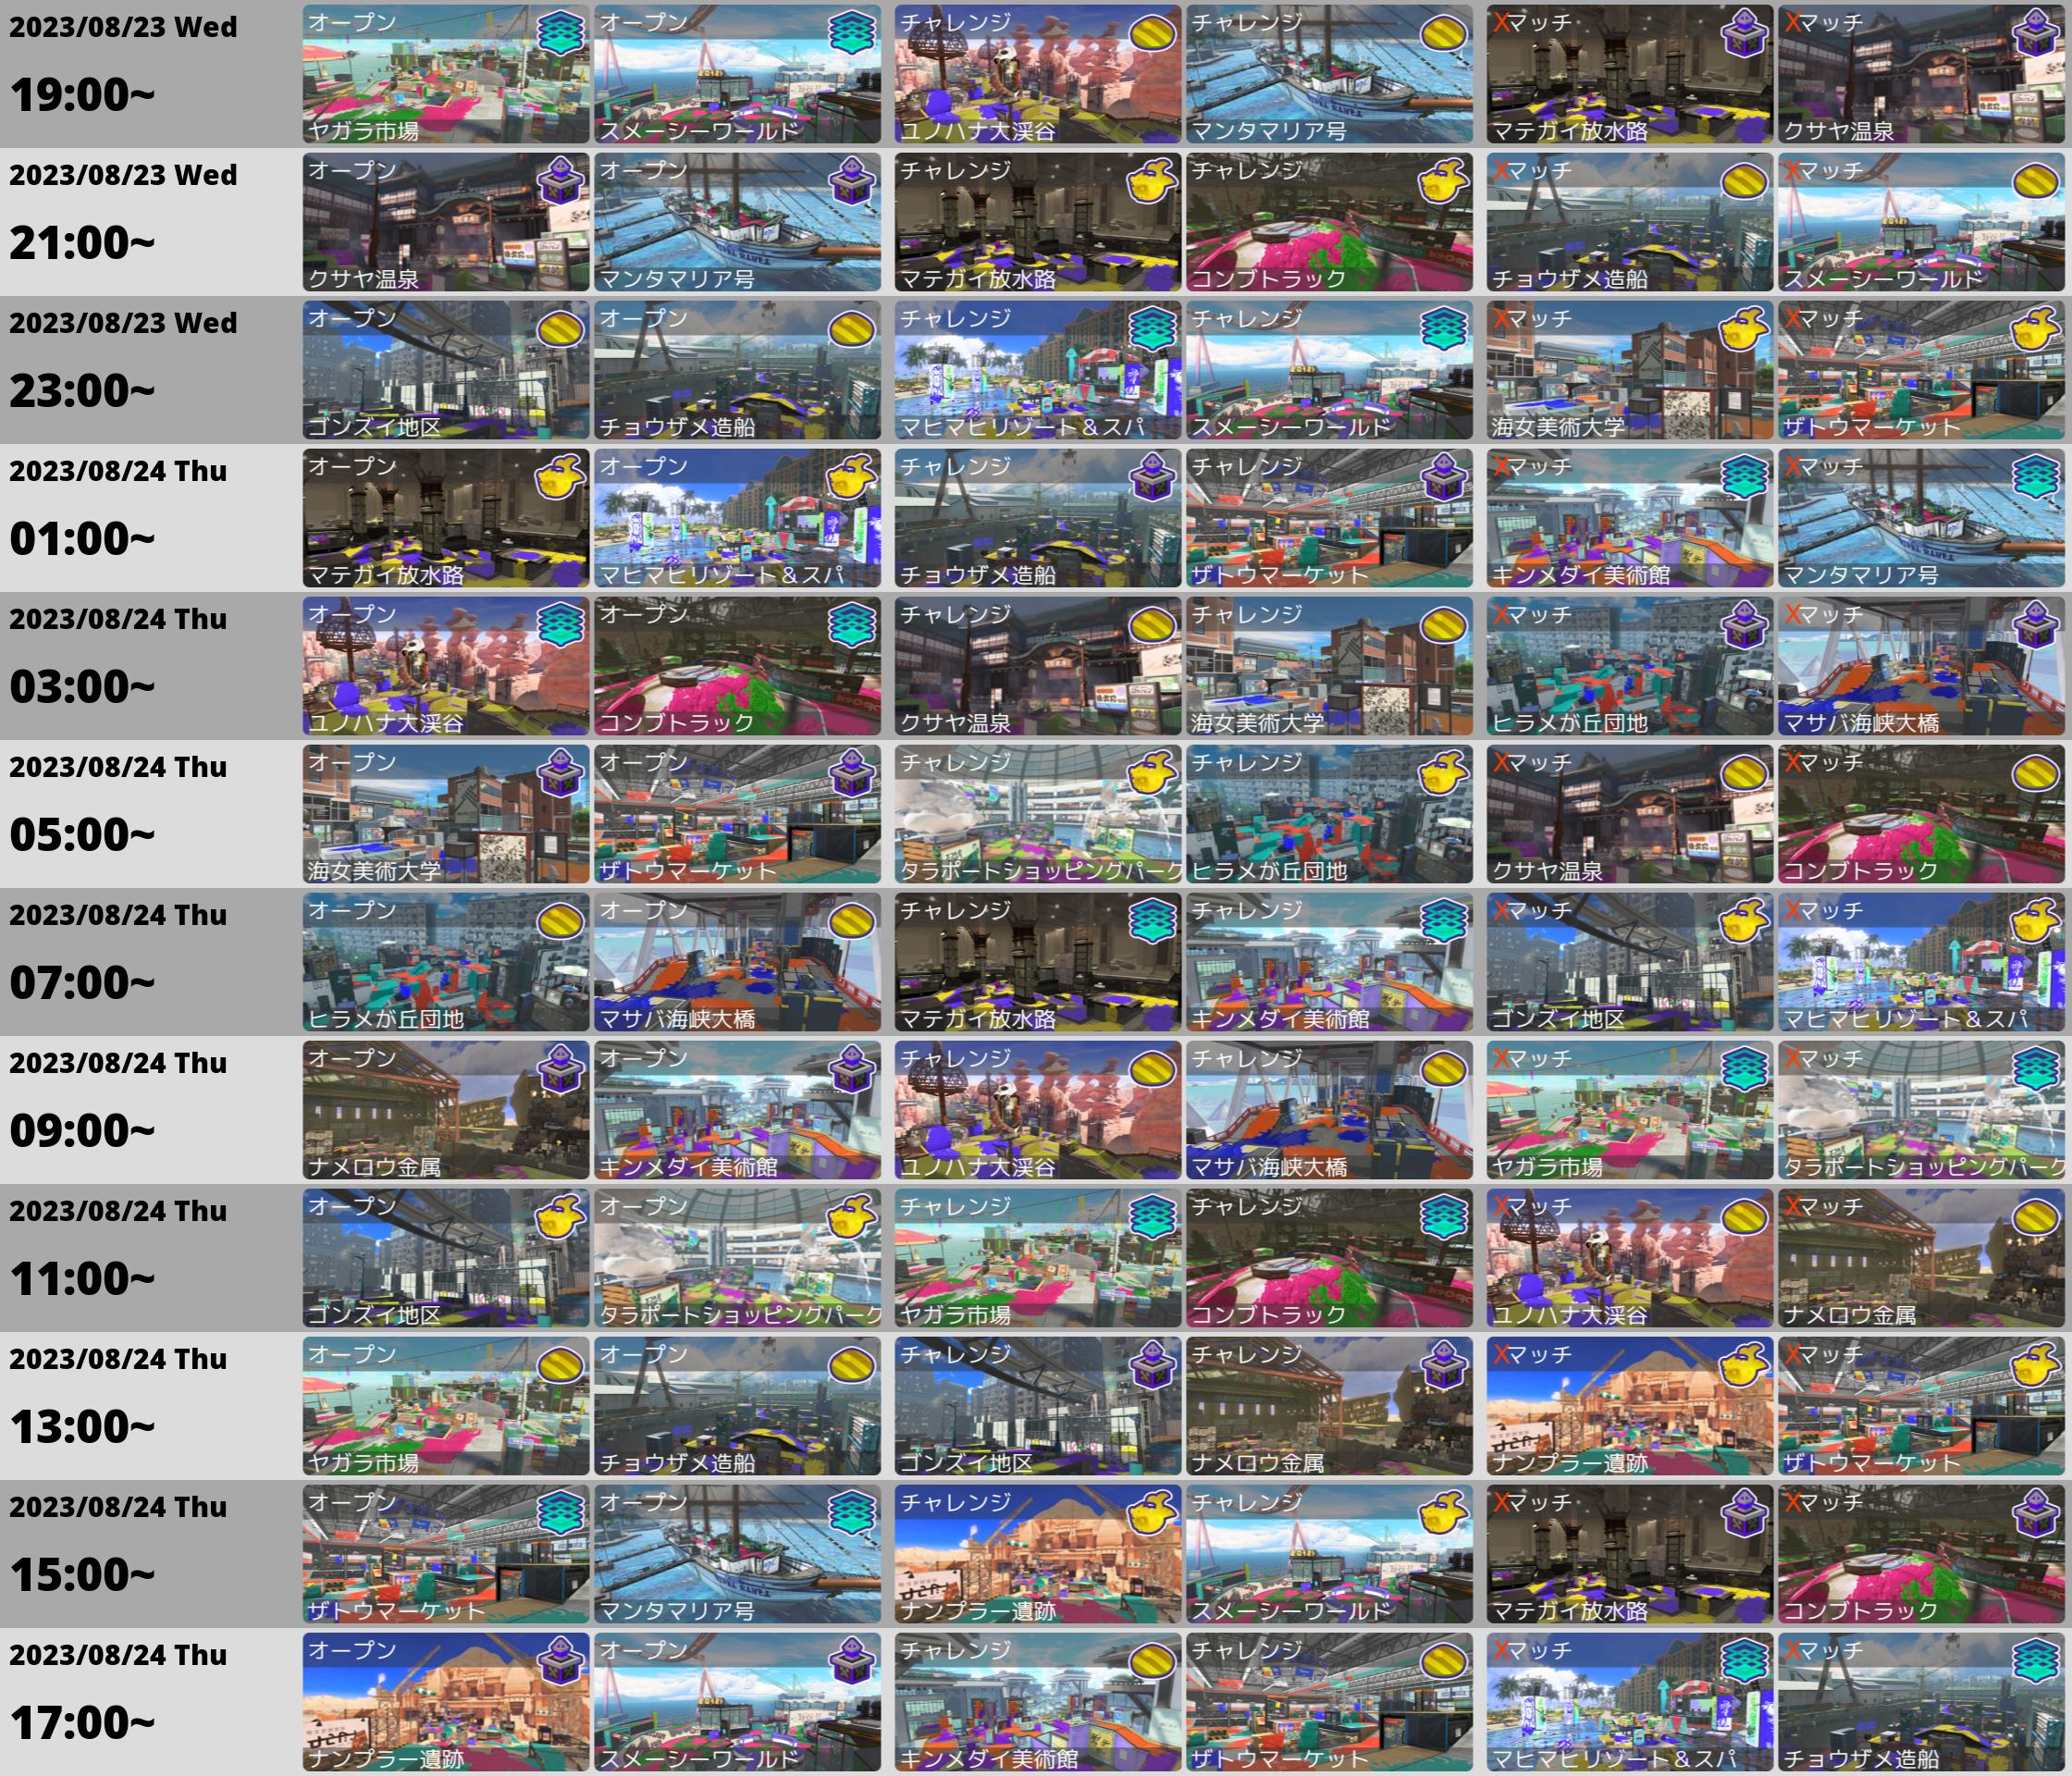 2023/08/23 Wed
19:00~
オープン オープン チャレンジ チャレンジ Xマッチ Xマッチ
ヤガラ市場 スメーシーワールド ユノハナ大渓谷 マンタマリア号 マテガイ放水路 クサヤ温泉
2023/08/23 Wed
21:00~
オープン オープン チャレンジ チャレンジ Xマッチ Xマッチ
クサヤ温泉 マンタマリア号 マテガイ放水路 コンブトラック チョウザメ造船 スメーシーワールド
2023/08/23 Wed
23:00~
オープン オープン チャレンジ チャレンジ Xマッチ Xマッチ
ゴンズイ地区 チョウザメ造船 マヒマヒリゾート＆スパ スメーシーワールド 海女美術大学 ザトウマーケット
2023/08/24 Thu
01:00~
オープン オープン チャレンジ チャレンジ Xマッチ Xマッチ
マテガイ放水路 マヒマヒリゾート＆スパ チョウザメ造船 ザトウマーケット キンメダイ美術館 マンタマリア号
2023/08/24 Thu
03:00~
オープン オープン チャレンジ チャレンジ Xマッチ Xマッチ
ユノハナ大渓谷 コンブトラック クサヤ温泉 海女美術大学 ヒラメが丘団地 マサバ海峡大橋
2023/08/24 Thu
05:00~
オープン オープン チャレンジ チャレンジ Xマッチ Xマッチ
海女美術大学 ザトウマーケット タラポートショッピングパーク ヒラメが丘団地 クサヤ温泉 コンブトラック
2023/08/24 Thu
07:00~
オープン オープン チャレンジ チャレンジ Xマッチ Xマッチ
ヒラメが丘団地 マサバ海峡大橋 マテガイ放水路 キンメダイ美術館 ゴンズイ地区 マヒマヒリゾート＆スパ
2023/08/24 Thu
09:00~
オープン オープン チャレンジ チャレンジ Xマッチ Xマッチ
ナメロウ金属 キンメダイ美術館 ユノハナ大渓谷 マサバ海峡大橋 ヤガラ市場 タラポートショッピングパーク
2023/08/24 Thu
11:00~
オープン オープン チャレンジ チャレンジ Xマッチ Xマッチ
ゴンズイ地区 タラポートショッピングパーク ヤガラ市場 コンブトラック ユノハナ大渓谷 ナメロウ金属
2023/08/24 Thu
13:00~
オープン オープン チャレンジ チャレンジ Xマッチ Xマッチ
ヤガラ市場 チョウザメ造船 ゴンズイ地区 ナメロウ金属 ナンプラー遺跡 ザトウマーケット
2023/08/24 Thu
15:00~
オープン オープン チャレンジ チャレンジ Xマッチ Xマッチ
ザトウマーケット マンタマリア号 ナンプラー遺跡 スメーシーワールド マテガイ放水路 コンブトラック
2023/08/24 Thu
17:00~
オープン オープン チャレンジ チャレンジ Xマッチ Xマッチ
ナンプラー遺跡 スメーシーワールド キンメダイ美術館 ザトウマーケット マヒマヒリゾート＆スパ チョウザメ造船